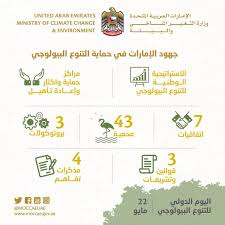 UNITED ARAB EMIRATES
MINISTRY OF CLIMATE CHANGE
& ENVIRONMENT
الإمارات العربية المتحدة
وزارة التغير المناخي
والبيئة
جهود الإمارات في حماية التنوع البيولوجي
الاستراتيجية
الوطنية
للتنوع البيولوجي
مراكز
حماية وإكثار
وإعادة تأهيل
7
اتفاقيات
43
محمية
3
بروتوكولات
3
قوانين
وتشريعات
4
مذكرات
تفاهم
اليوم الدولي
للتنوع البيولوجي
22
مايو
@MOCCAEUAE
www.moccae.gov.ae